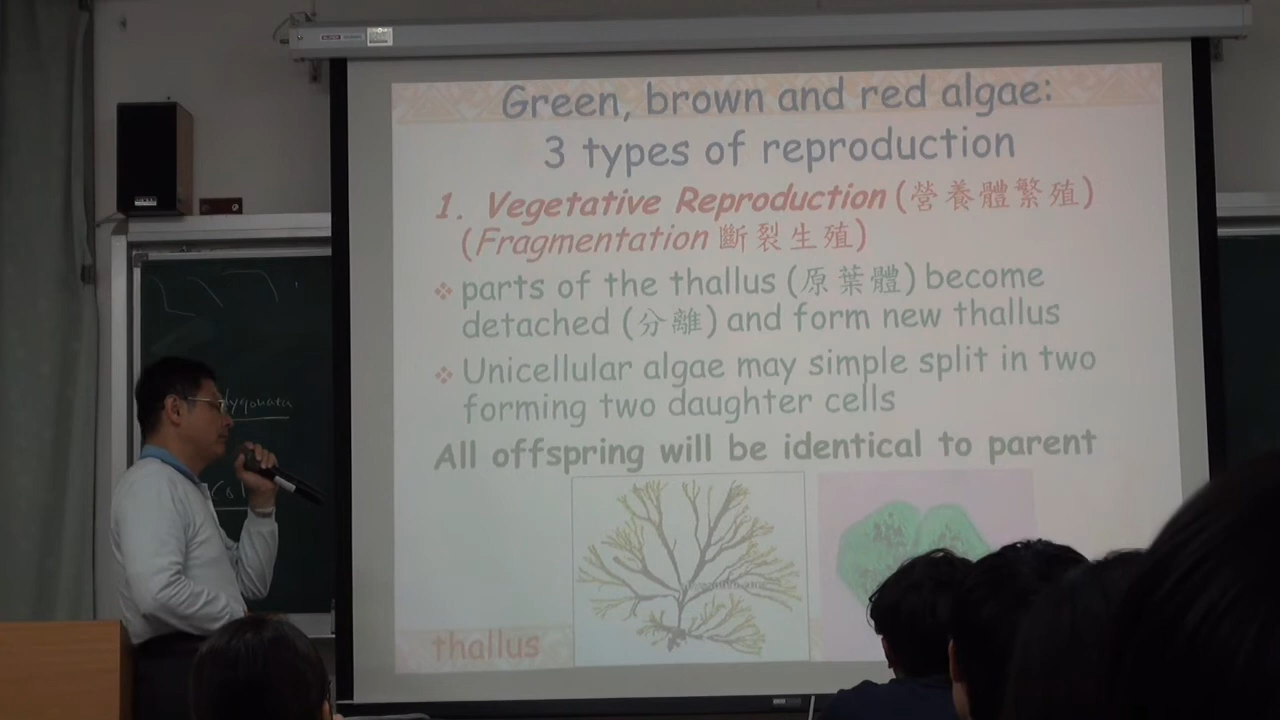 Green, brown and red algae:
3 types of reproduction
1. Vegetative Reproduction (營養體繁殖)
(Fragmentation 斷裂生殖)
❖ parts of the thallus (原葉體) become
detached (分離) and form new thallus
❖ Unicellular algae may simple split in two
forming two daughter cells
All offspring will be identical to parent
thallus